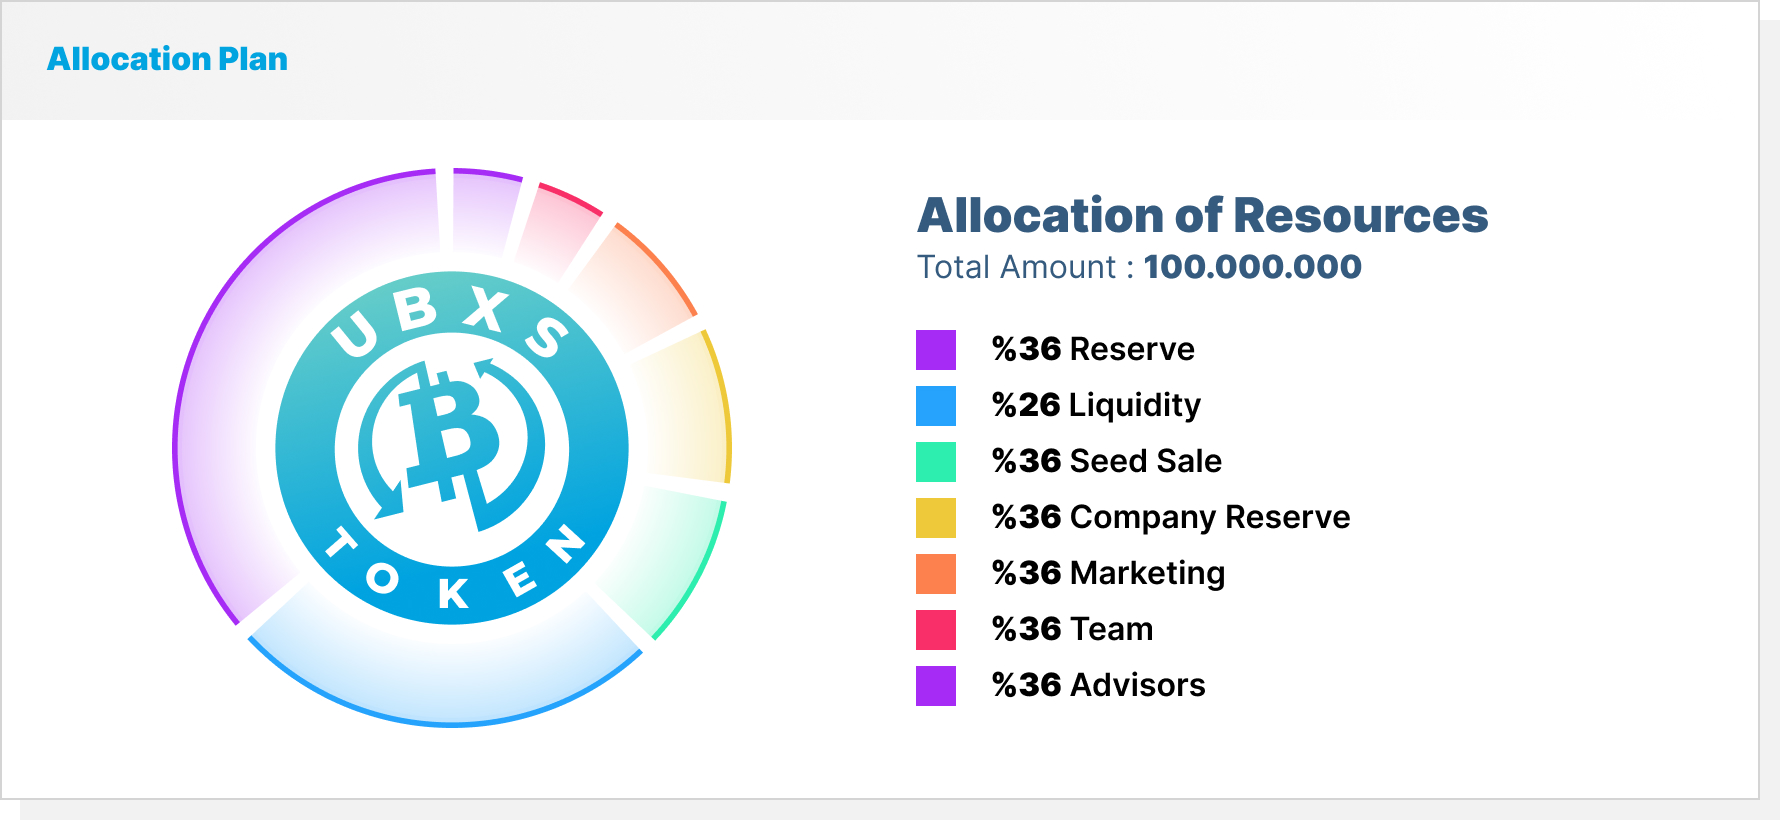 Allocation Plan
UBXS
TOKEN
Allocation of Resources
Total Amount : 100.000.000
%36 Reserve
%26 Liquidity
%36 Seed Sale
%36 Company Reserve
%36 Marketing
%36 Team
%36 Advisors